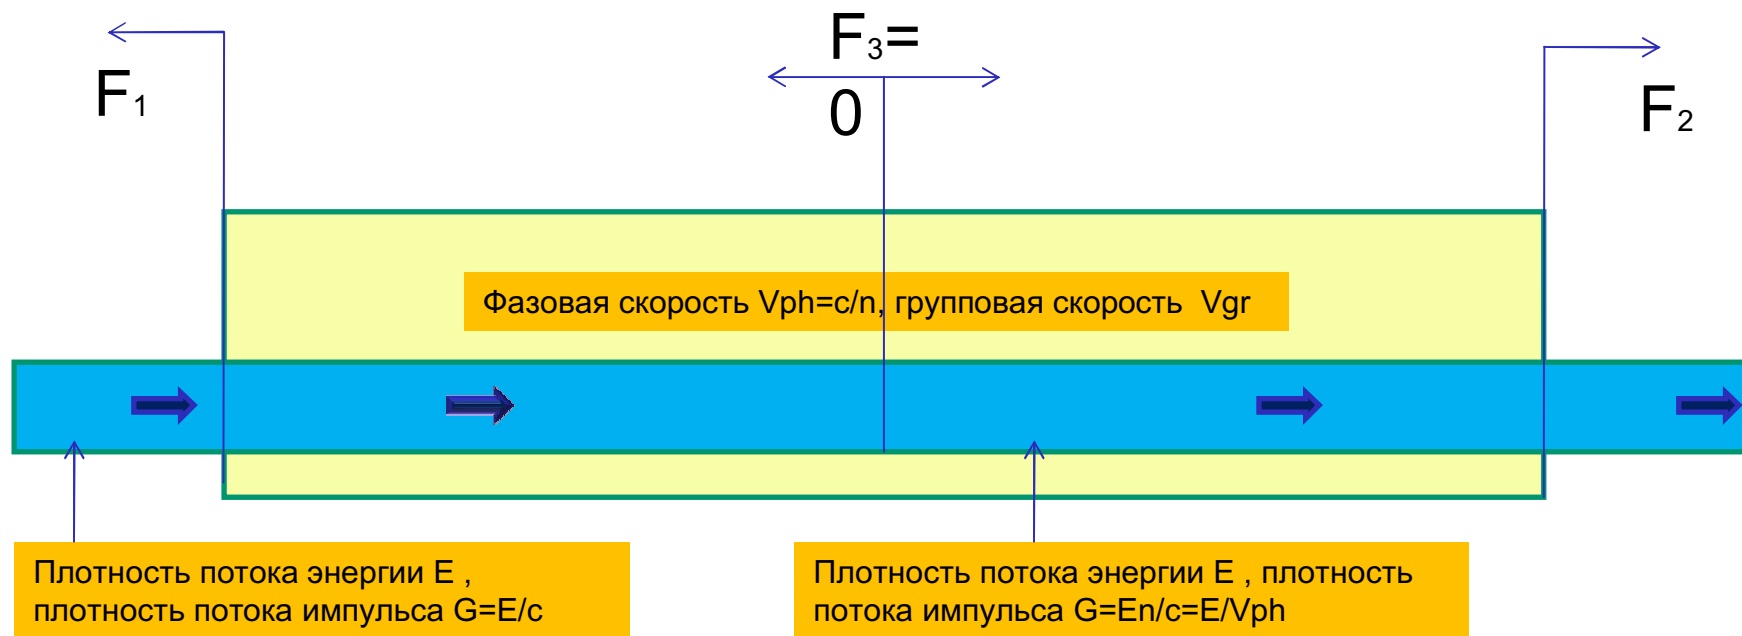 F₃=
0
F₁
F₂
Фазовая скорость Vph=c/n, групповая скорость Vgr
Плотность потока энергии E ,
плотность потока импульса G=E/c
Плотность потока энергии E , плотность
потока импульса G=En/c=E/Vph